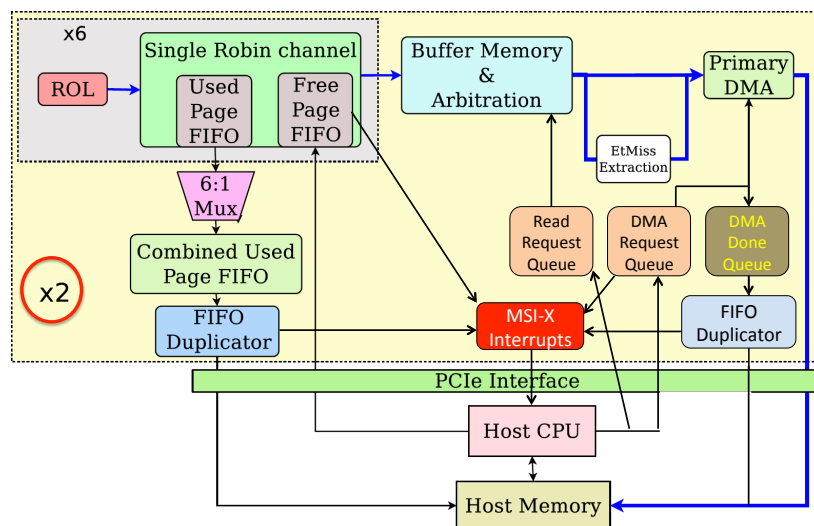 x6
Single Robin channel
ROL
Used
Page
FIFO
Free
Page
FIFO
Buffer Memory
&
Arbitration
Primary
DMA
EtMiss
Extraction
6:1
Mux
Read
Request
Queue
DMA
Request
Queue
DMA
Done
Queue
Combined Used
Page FIFO
x2
FIFO
Duplicator
MSI-X
Interrupts
FIFO
Duplicator
PCIe Interface
Host CPU
Host Memory